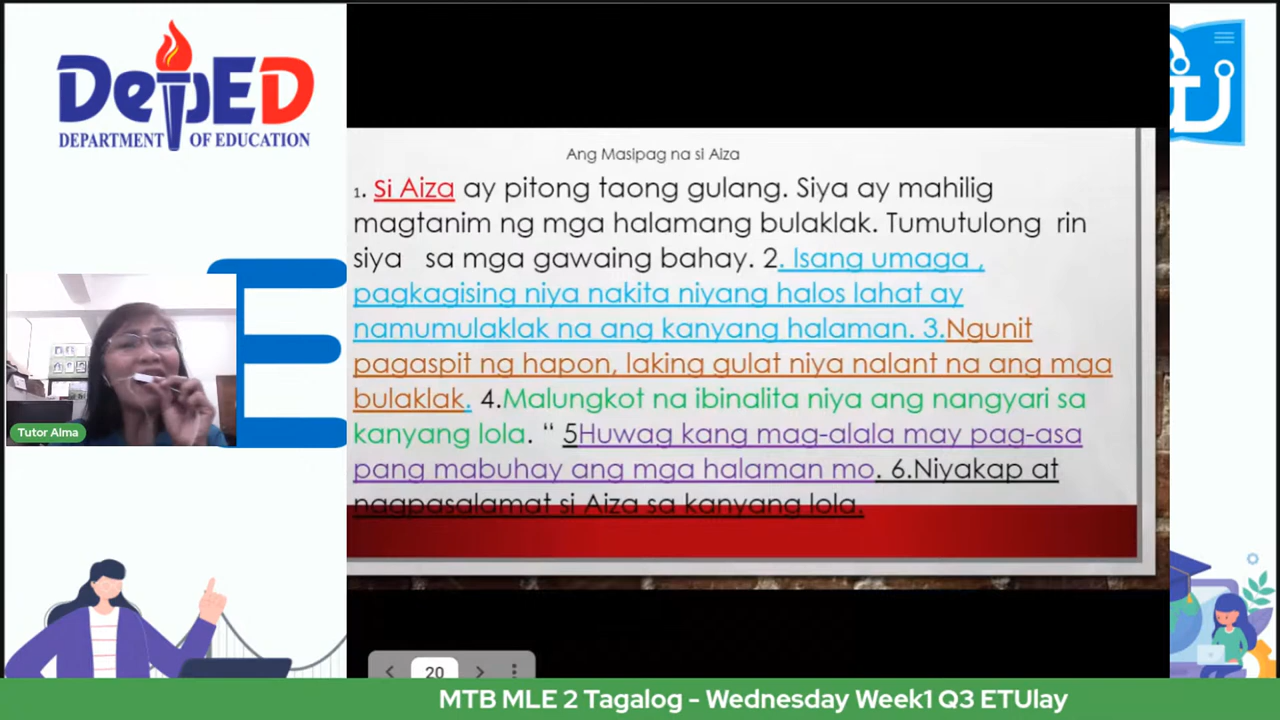 DepED
DEPARTMENT OF EDUCATION
Ang Masipag na si Aiza
1. Si Aiza ay pitong taong gulang. Siya ay mahilig
magtanim ng mga halamang bulaklak. Tumutulong rin
siya sa mga gawaing bahay. 2. Isang umaga ,
pagkagising niya nakita niyang halos lahat ay
namumulaklak na ang kanyang halaman. 3.Ngunit
pagaspit ng hapon, laking gulat niya nalant na ang mga
bulaklak. 4.Malungkot na ibinalita niya ang nangyari sa
kanyang lola. “ 5Huwag kang mag-alala may pag-asa
pang mabuhay ang mga halaman mo. 6.Niyakap at
nagpasalamat si Aiza sa kanyang lola.
E
Tutor Alma
20
MTB MLE 2 Tagalog - Wednesday Week1 Q3 ETUlay